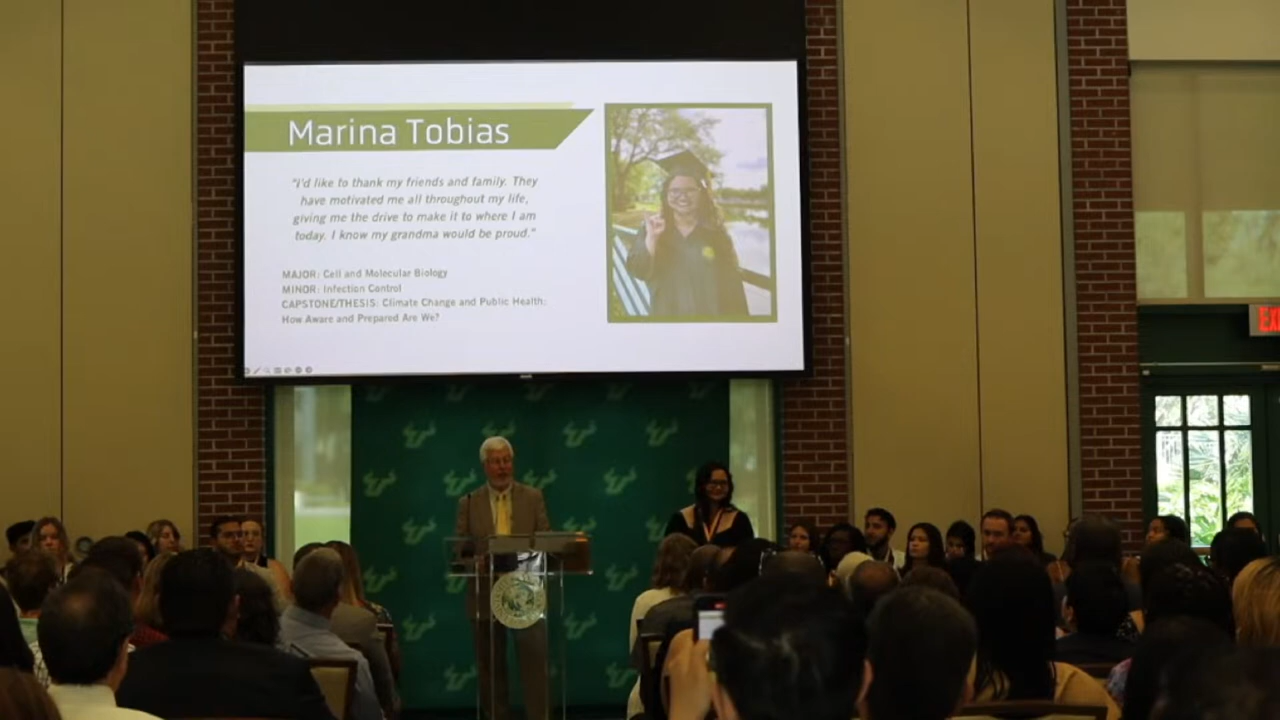 Marina Tobias
"I'd like to thank my friends and family. They
have motivated me all throughout my life,
giving me the drive to make it to where I am
today. I know my grandma would be proud."
MAJOR: Cell and Molecular Biology
MINOR: Infection Control
CAPSTONE/THESIS: Climate Change and Public Health:
How Aware and Prepared Are We?
EX